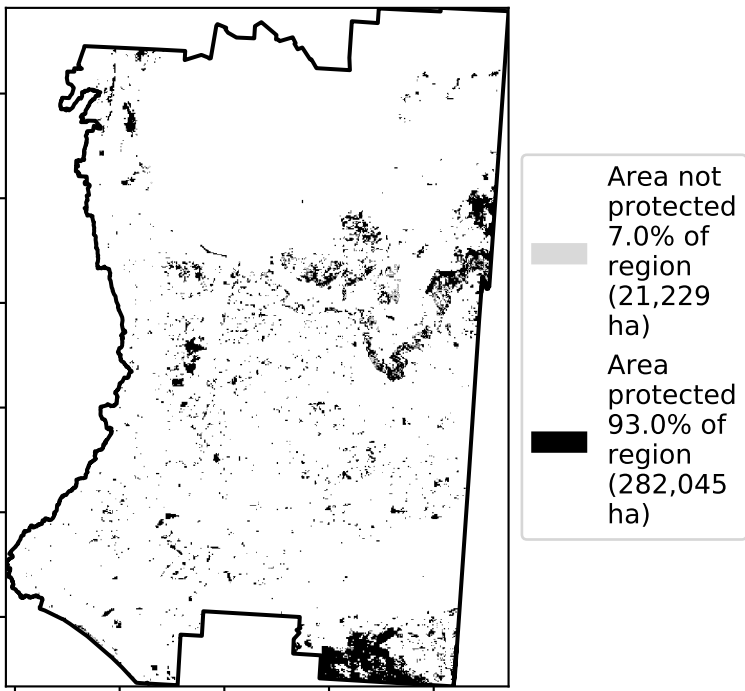 Area not
protected
7.0% of
region
(21,229
ha)
Area
protected
93.0% of
region
(282,045
ha)